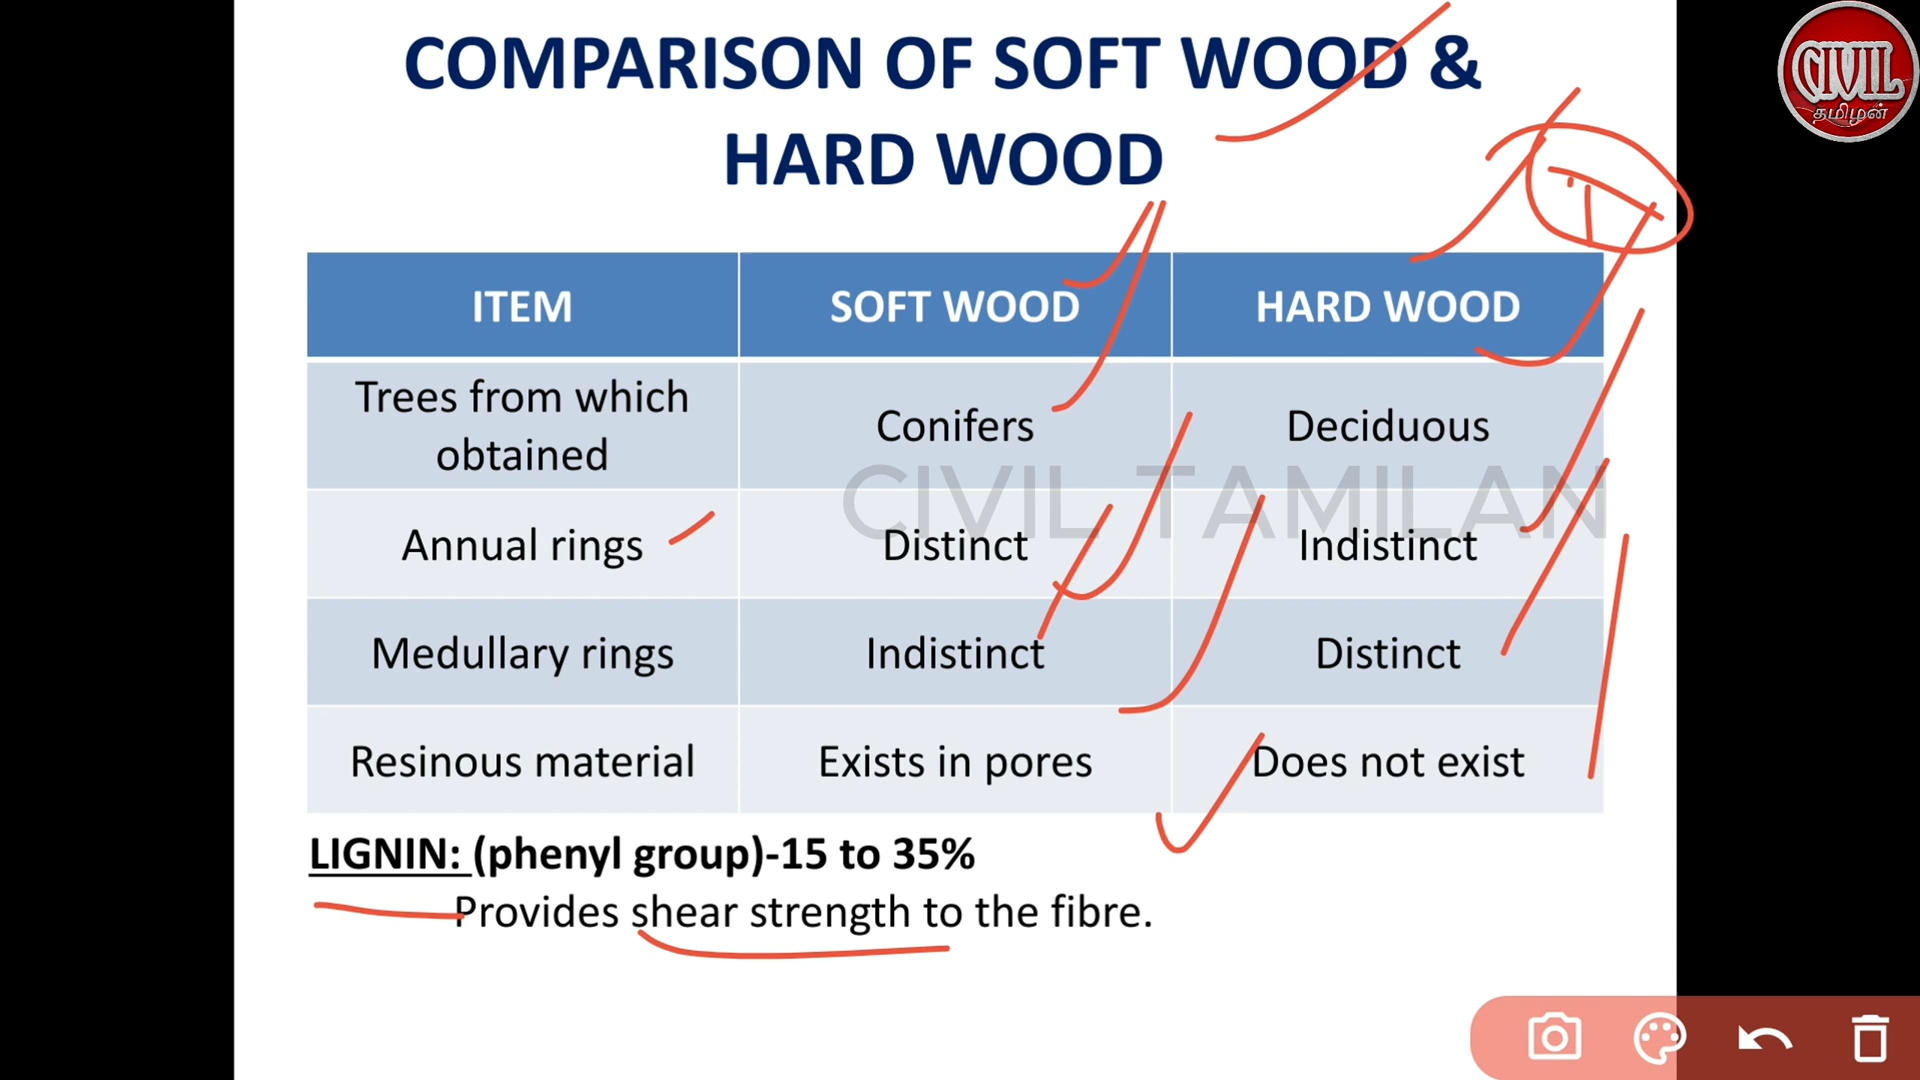 COMPARISON OF SOFT WOOD &
HARD WOOD
CIVIL
தமிழன்
ITEM SOFT WOOD HARD WOOD
Trees from which
obtained Conifers Deciduous
CIVIL TAMILAN
Annual rings Distinct Indistinct
Medullary rings Indistinct Distinct
Resinous material Exists in pores Does not exist
LIGNIN: (phenyl group)-15 to 35%
Provides shear strength to the fibre.